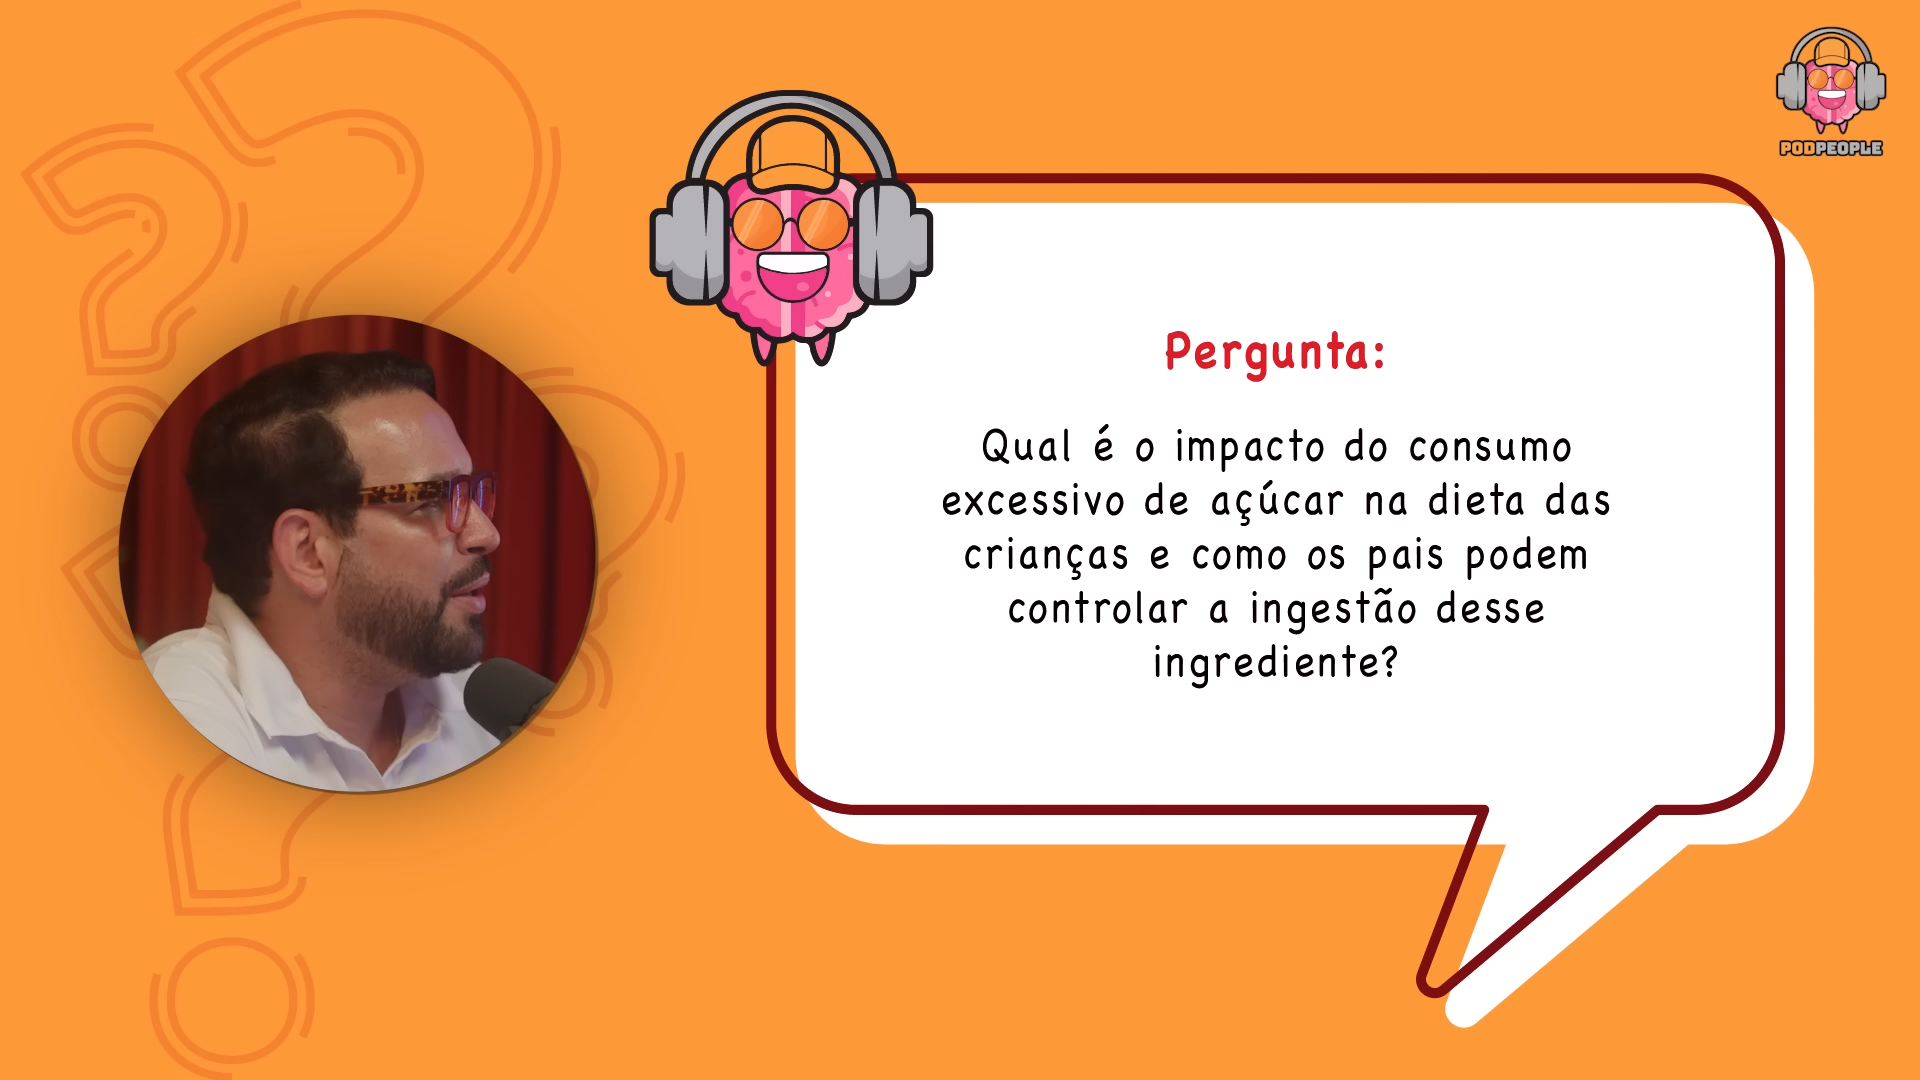 PODPEOPLE
Pergunta:
Qual é o impacto do consumo
excessivo de açúcar na dieta das
crianças e como os pais podem
controlar a ingestão desse
ingrediente?